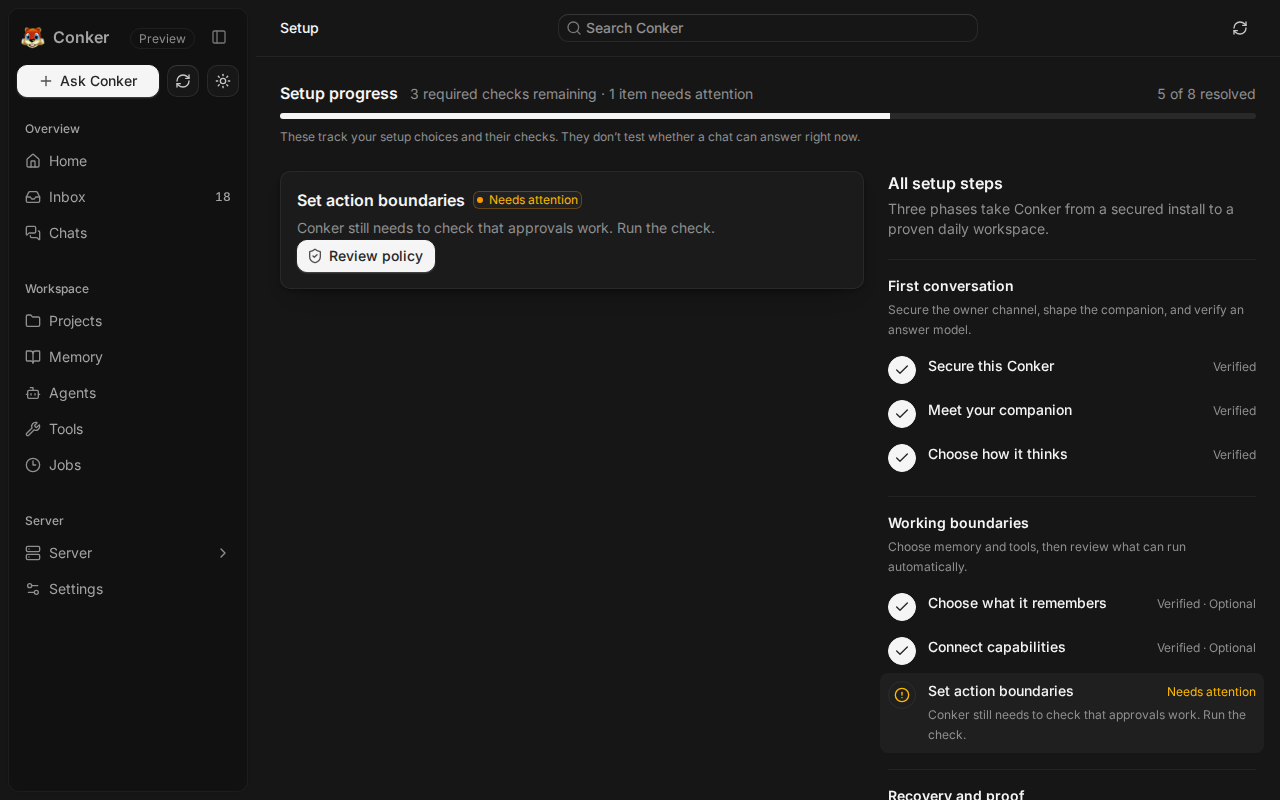 Conker
Preview
Ask Conker
Overview
Home
Inbox
18
Chats
Workspace
Projects
Memory
Agents
Tools
Jobs
Server
Server
Settings
Setup
Search Conker
Setup progress
3 required checks remaining · 1 item needs attention
5 of 8 resolved
These track your setup choices and their checks. They don’t test whether a chat can answer right now.
Set action boundaries
Needs attention
Conker still needs to check that approvals work. Run the check.
Review policy
All setup steps
Three phases take Conker from a secured install to a
proven daily workspace.
First conversation
Secure the owner channel, shape the companion, and verify an
answer model.
Secure this Conker
Verified
Meet your companion
Verified
Choose how it thinks
Verified
Working boundaries
Choose memory and tools, then review what can run
automatically.
Choose what it remembers
Verified · Optional
Connect capabilities
Verified · Optional
Set action boundaries
Needs attention
Conker still needs to check that approvals work. Run the
check.
Recovery and proof